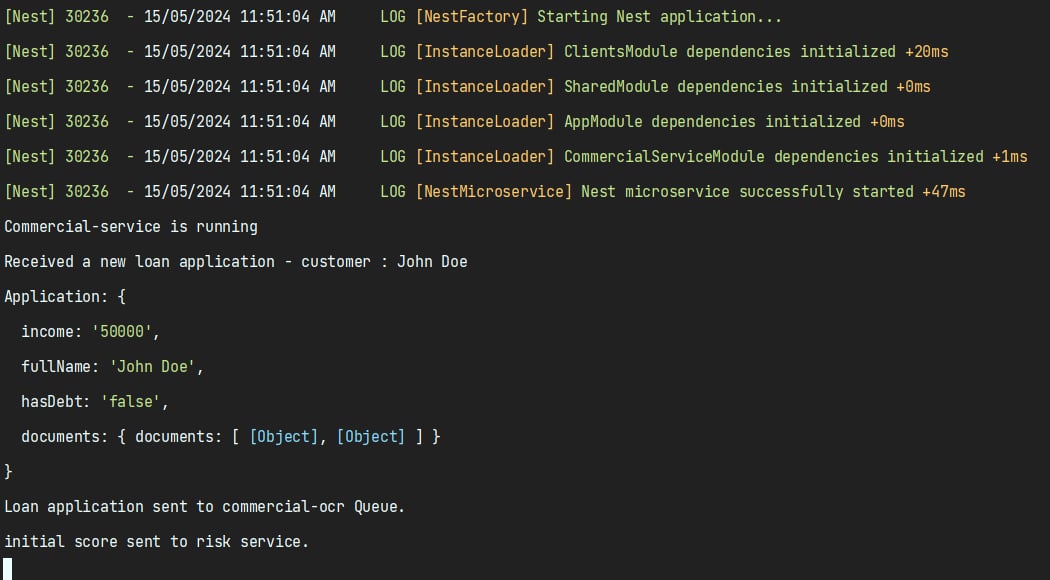 [Nest] 30236  - 15/05/2024 11:51:04 AM     LOG [NestFactory] Starting Nest application...
[Nest] 30236  - 15/05/2024 11:51:04 AM     LOG [InstanceLoader] ClientsModule dependencies initialized +20ms
[Nest] 30236  - 15/05/2024 11:51:04 AM     LOG [InstanceLoader] SharedModule dependencies initialized +0ms
[Nest] 30236  - 15/05/2024 11:51:04 AM     LOG [InstanceLoader] AppModule dependencies initialized +0ms
[Nest] 30236  - 15/05/2024 11:51:04 AM     LOG [InstanceLoader] CommercialServiceModule dependencies initialized +1ms
[Nest] 30236  - 15/05/2024 11:51:04 AM     LOG [NestMicroservice] Nest microservice successfully started +47ms
Commercial-service is running
Received a new loan application - customer : John Doe
Application: {
  income: '50000',
  fullName: 'John Doe',
  hasDebt: 'false',
  documents: { documents: [ [Object], [Object] ] }
}
Loan application sent to commercial-ocr Queue.
initial score sent to risk service.